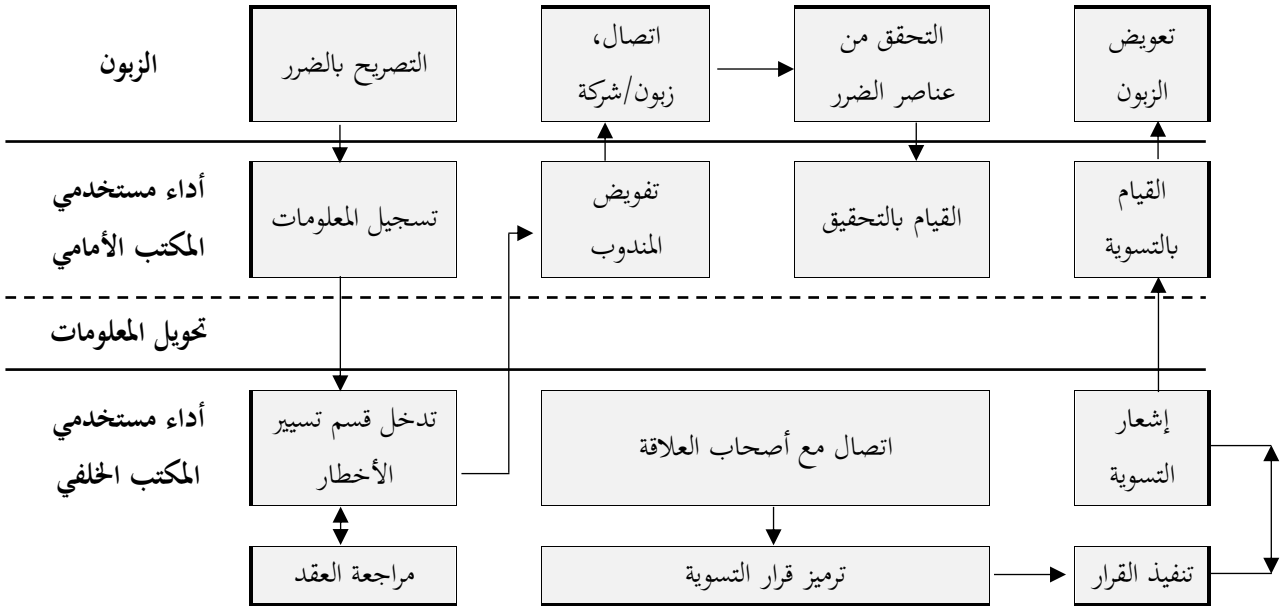 الزبون
التصريح بالضرر
اتصال،
زبون/شركة
التحقق من
عناصر الضرر
تعويض
الزبون
أداء مستخدمي
المكتب الأمامي
تسجيل المعلومات
تفويض
المندوب
القيام بالتحقيق
القيام
بالتسوية
تحويل المعلومات
أداء مستخدمي
المكتب الخلفي
تدخل قسم تسيير
الأخطار
اتصال مع أصحاب العلاقة
إشعار
التسوية
مراجعة العقد
ترميز قرار التسوية
تنفيذ القرار